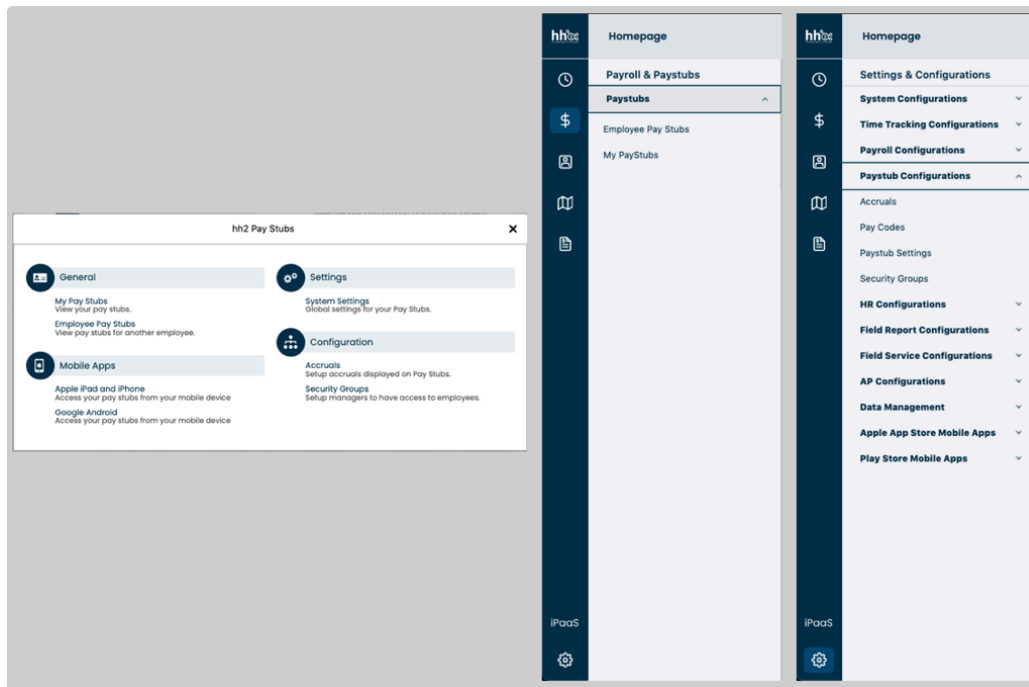 hh2 Pay Stubs
General
My Pay Stubs
View your pay stubs.
Employee Pay Stubs
View pay stubs for another employee.
Mobile Apps
Apple iPad and iPhone
Access your pay stubs from your mobile device
Google Android
Access your pay stubs from your mobile device
Settings
System Settings
Global settings for your Pay Stubs.
Configuration
Accruals
Setup accruals displayed on Pay Stubs.
Security Groups
Setup managers to have access to employees.
hh2
Homepage
Payroll & Paystubs
Paystubs
Employee Pay Stubs
My PayStubs
iPaaS
hh2
Homepage
Settings & Configurations
System Configurations
Time Tracking Configurations
Payroll Configurations
Paystub Configurations
Accruals
Pay Codes
Paystub Settings
Security Groups
HR Configurations
Field Report Configurations
Field Service Configurations
AP Configurations
Data Management
Apple App Store Mobile Apps
Play Store Mobile Apps
iPaaS